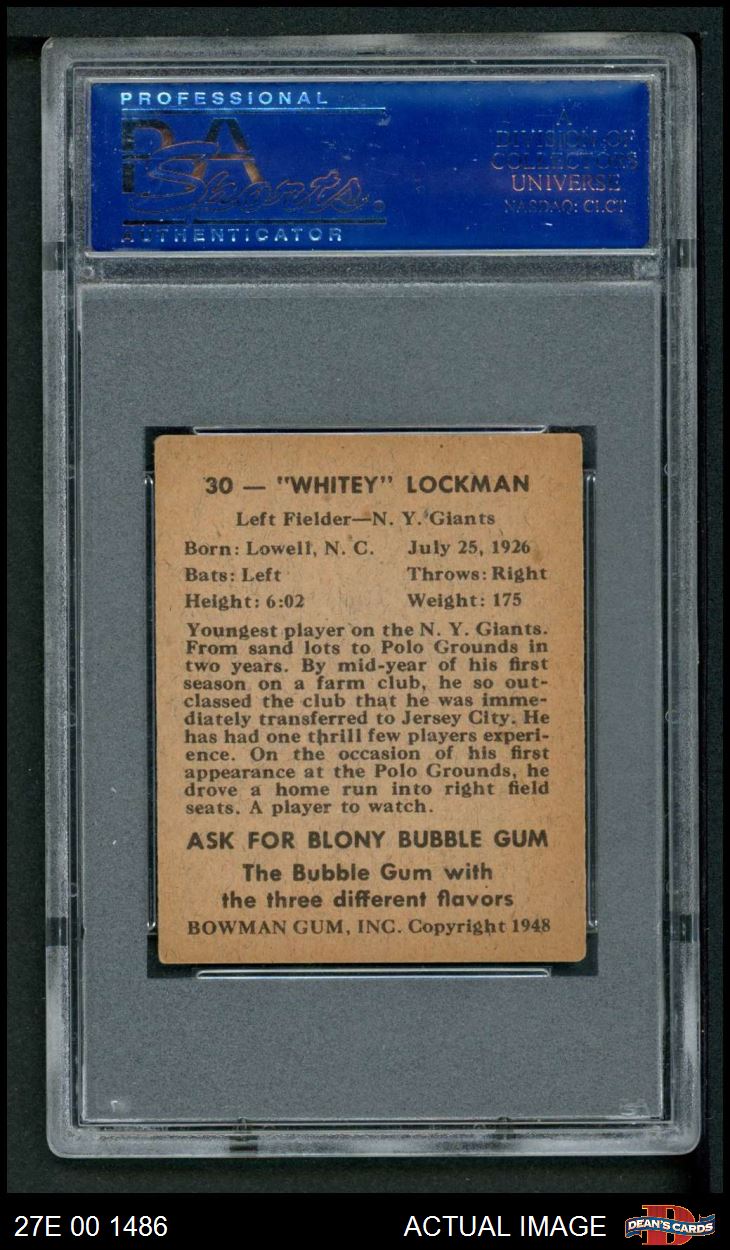 PROFESSIONAL
PSA
Sports
AUTHENTICATOR
A
DIVISION OF
COLLECTORS
UNIVERSE
NASDAQ: CLCT
30 — "WHITEY" LOCKMAN
Left Fielder—N. Y. Giants
Born: Lowell, N. C. July 25, 1926
Bats: Left Throws: Right
Height: 6:02 Weight: 175
Youngest player on the N. Y. Giants.
From sand lots to Polo Grounds in
two years. By mid-year of his first
season on a farm club, he so out-
classed the club that he was imme-
diately transferred to Jersey City. He
has had one thrill few players experi-
ence. On the occasion of his first
appearance at the Polo Grounds, he
drove a home run into right field
seats. A player to watch.
ASK FOR BLONY BUBBLE GUM
The Bubble Gum with
the three different flavors
BOWMAN GUM, INC. Copyright 1948
27E 00 1486 ACTUAL IMAGE
D
DEAN'S CARDS